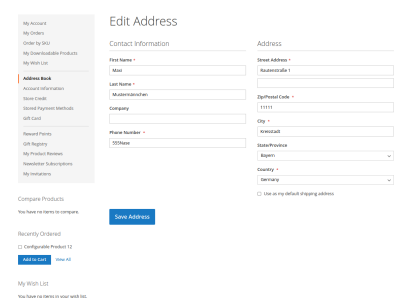 My Account
My Orders
Order by SKU
My Downloadable Products
My Wish List
Address Book
Account Information
Store Credit
Stored Payment Methods
Gift Card
Reward Points
Gift Registry
My Product Reviews
Newsletter Subscriptions
My Invitations
Compare Products
You have no items to compare.
Recently Ordered
Configurable Product 12
Add to Cart View All
My Wish List
You have no items in your wish list.
Edit Address
Contact Information
First Name *
Maxi
Last Name *
Mustermännchen
Company
Phone Number *
555Nase
Save Address
Address
Street Address *
Rautenstraße 1
Zip/Postal Code *
11111
City *
Kreisstadt
State/Province
Bayern
Country *
Germany
Use as my default shipping address